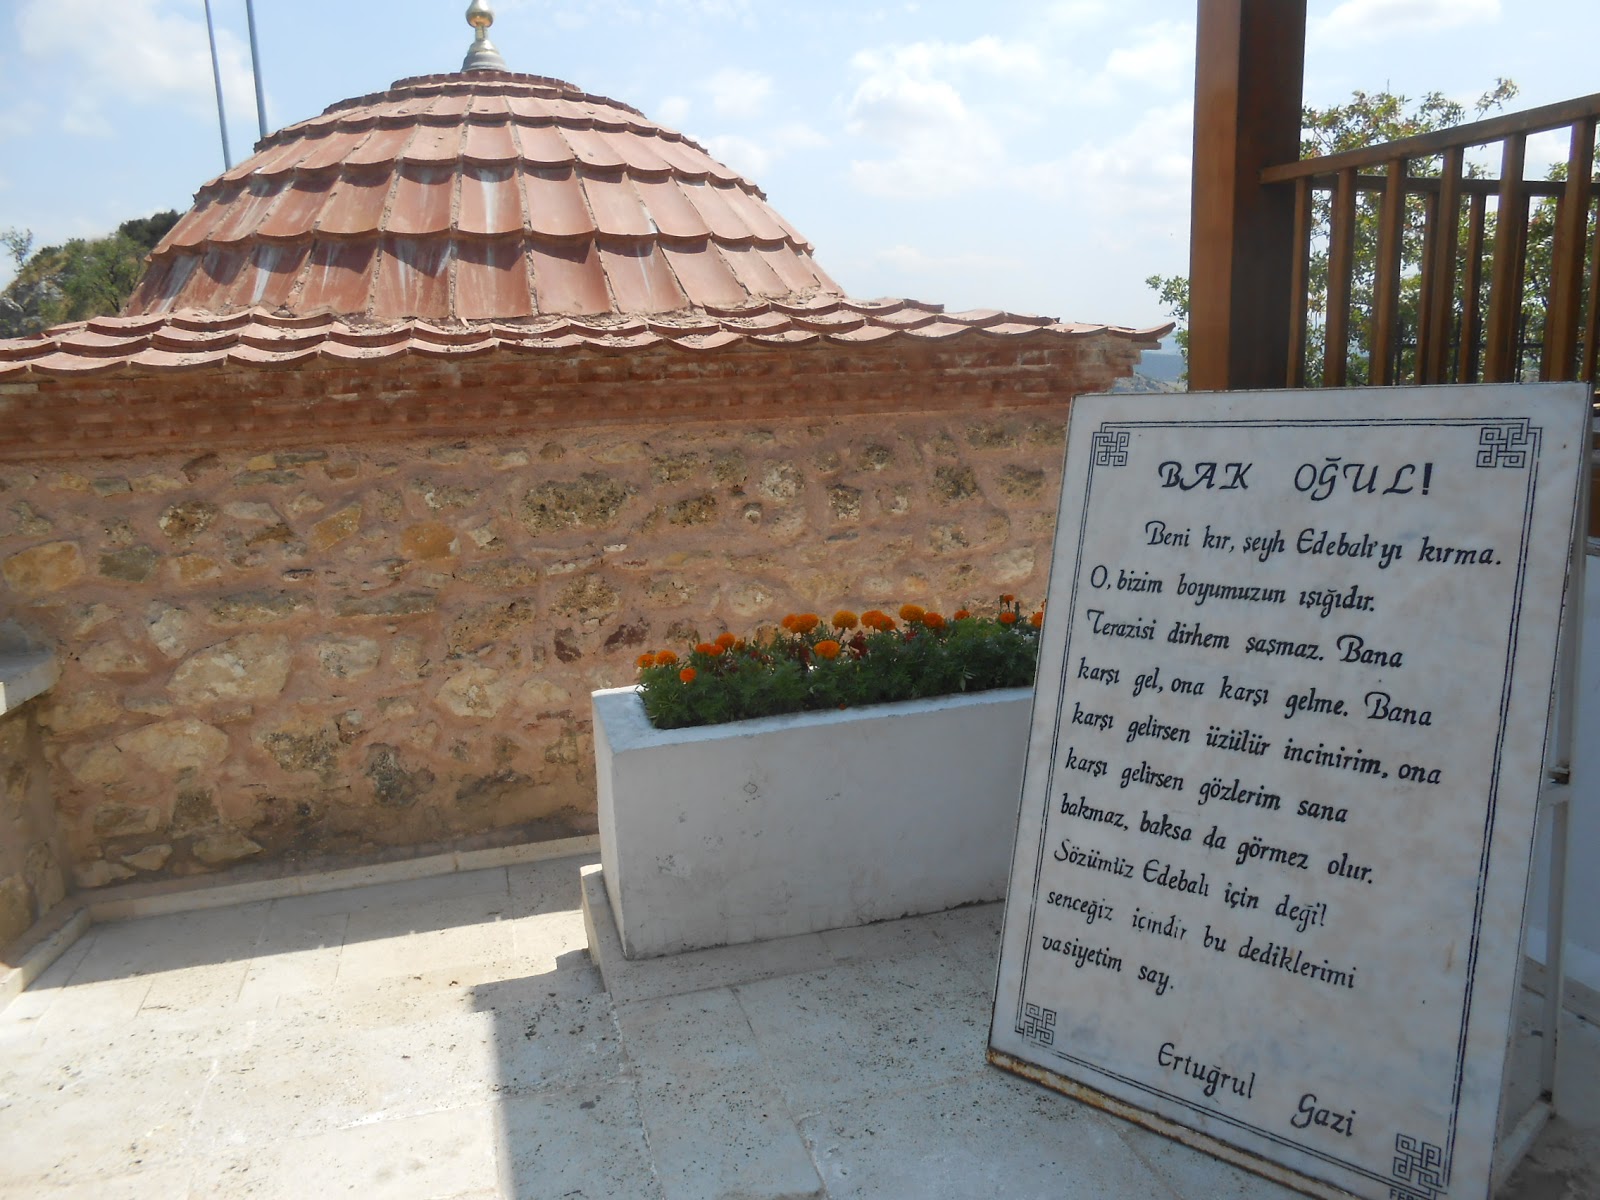 BAK OĞUL!
Beni kır, şeyh Edebalı'yı kırma.
O, bizim boyumuzun ışığıdır.
Terazisi dirhem şaşmaz. Bana
karşı gel, ona karşı gelme. Bana
karşı gelirsen üzülür incinirim, ona
karşı gelirsen gözlerim sana
bakmaz, baksa da görmez olur.
Sözümüz Edebalı için değil
senceğiz içindir bu dediklerimi
vasiyetim say.
Ertuğrul Gazi